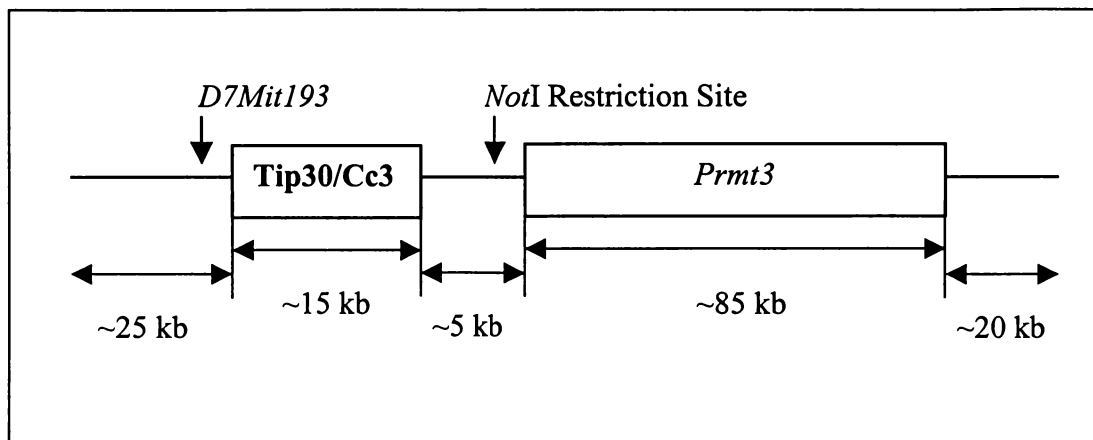 D7Mit193
NotI Restriction Site
Tip30/Cc3
Prmt3
~25 kb
~15 kb
~5 kb
~85 kb
~20 kb